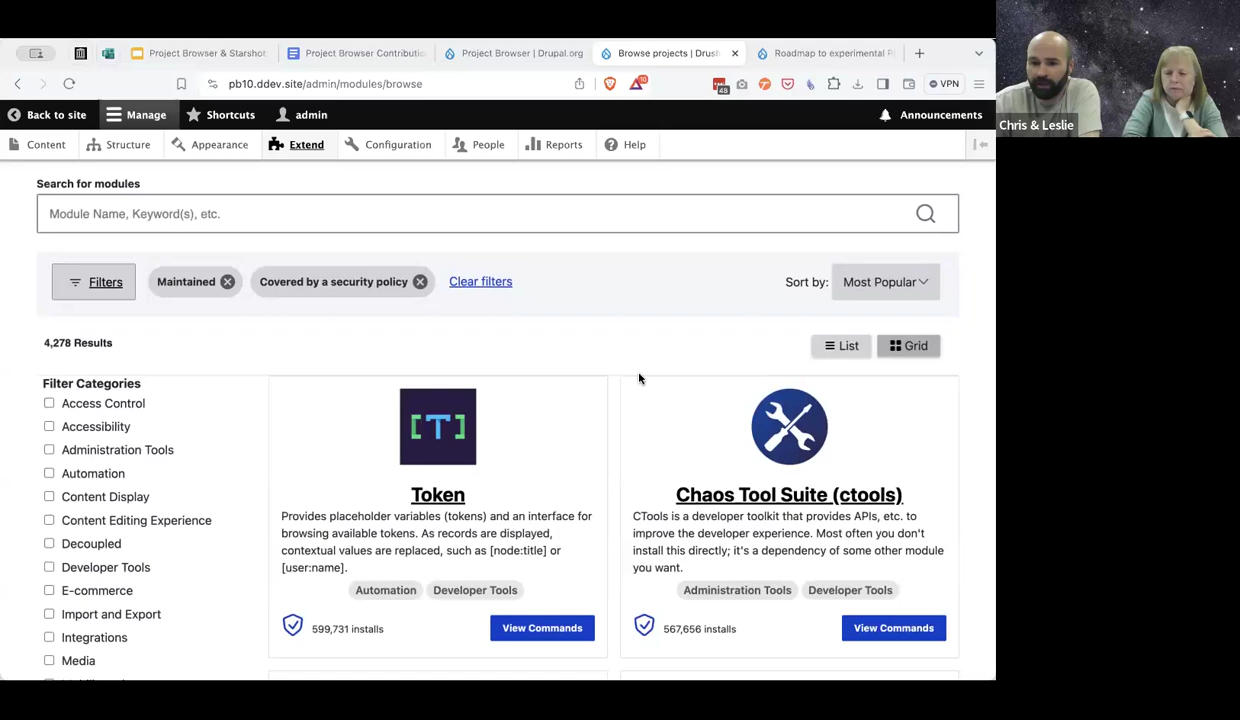 Project Browser & Starshot
Project Browser Contributio
Project Browser | Drupal.org
Browse projects | Drush
Roadmap to experimental
pb10.ddev.site/admin/modules/browse
48
10
VPN
Back to site
Manage
Shortcuts
admin
Announcements
Content
Structure
Appearance
Extend
Configuration
People
Reports
Help
Chris & Leslie
Search for modules
Module Name, Keyword(s), etc.
Filters
Maintained
Covered by a security policy
Clear filters
Sort by:
Most Popular
4,278 Results
List
Grid
Filter Categories
Access Control
Accessibility
Administration Tools
Automation
Content Display
Content Editing Experience
Decoupled
Developer Tools
E-commerce
Import and Export
Integrations
Media
[T]
Token
Provides placeholder variables (tokens) and an interface for
browsing available tokens. As records are displayed,
contextual values are replaced, such as [node:title] or
[user:name].
Automation
Developer Tools
599,731 installs
View Commands
Chaos Tool Suite (ctools)
CTools is a developer toolkit that provides APIs, etc. to
improve the developer experience. Most often you don't
install this directly; it's a dependency of some other module
you want.
Administration Tools
Developer Tools
567,656 installs
View Commands